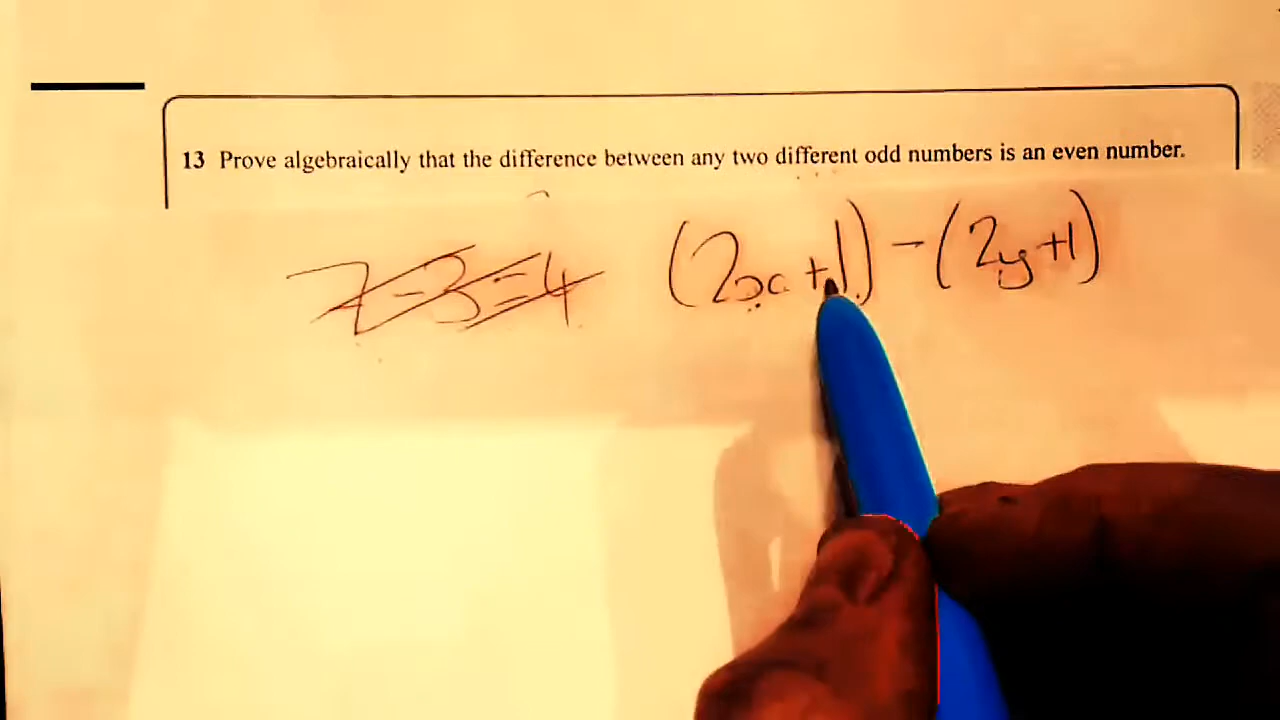 13 Prove algebraically that the difference between any two different odd numbers is an even number.
7-3=4 (2x+1) - (2y+1)